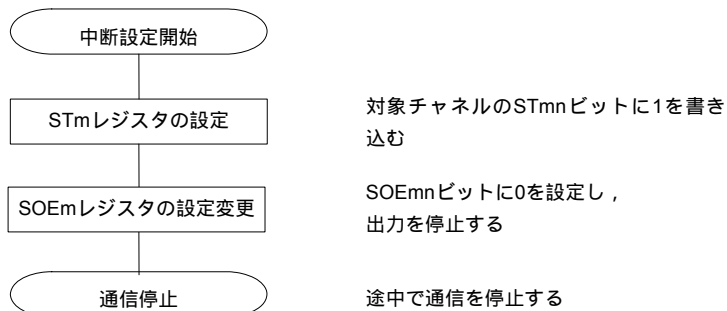 中断設定開始
STmレジスタの設定
対象チャネルのSTmnビットに1を書き
込む
SOEmレジスタの設定変更
SOEmnビットに0を設定し，
出力を停止する
通信停止
途中で通信を停止する